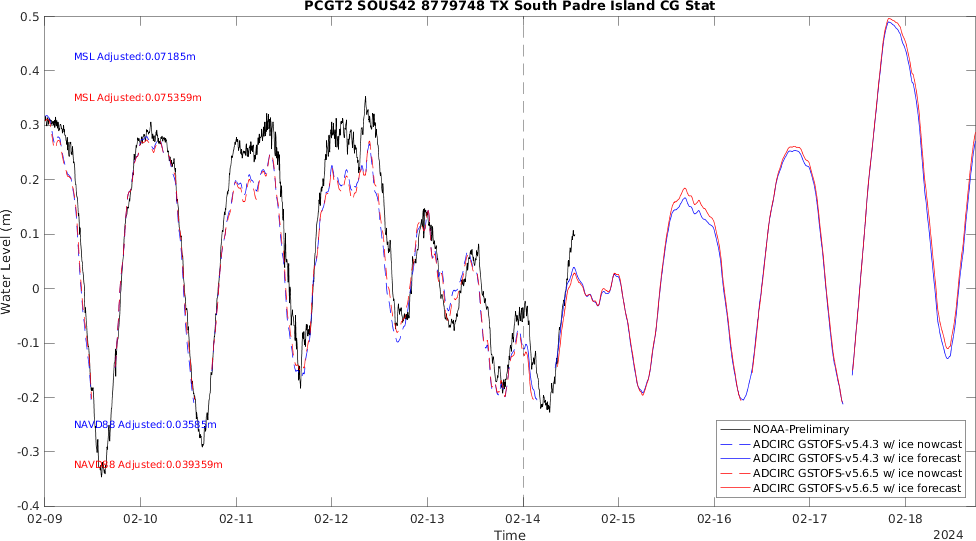 PCGT2 SOUS42 8779748 TX South Padre Island CG Stat
0.5
MSL Adjusted:0.07185m
0.4
MSL Adjusted:0.075359m
0.3
0.2
0.1
0
-0.1
-0.2
-0.3
-0.4
Water Level (m)
NAVD88 Adjusted:0.03585m
NAVD88 Adjusted:0.039359m
NOAA-Preliminary
ADCIRC GSTOFS-v5.4.3 w/ ice nowcast
ADCIRC GSTOFS-v5.4.3 w/ ice forecast
ADCIRC GSTOFS-v5.6.5 w/ ice nowcast
ADCIRC GSTOFS-v5.6.5 w/ ice forecast
02-09 02-10 02-11 02-12 02-13 02-14 02-15 02-16 02-17 02-18
Time
2024